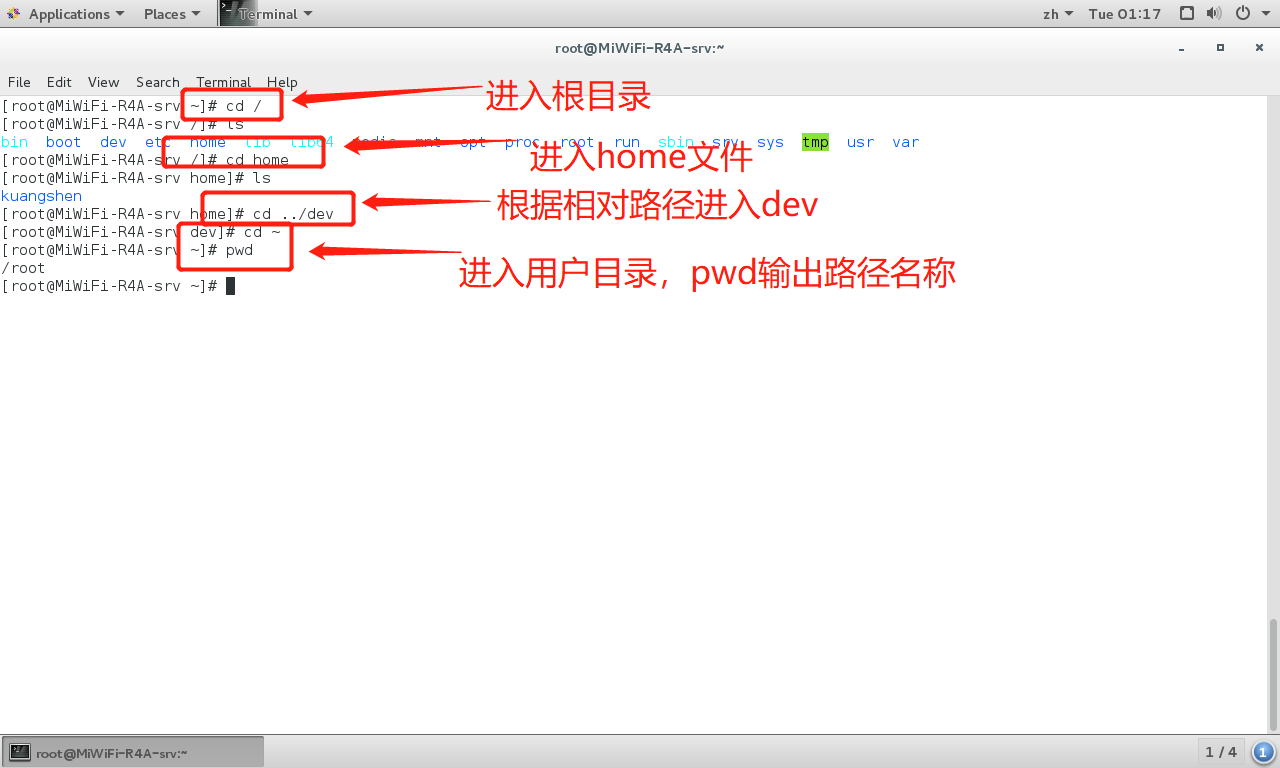 Applications Places Terminal zh Tue 01:17
root@MiWiFi-R4A-srv:~
File Edit View Search Terminal Help
[root@MiWiFi-R4A-srv ~]# cd /
进入根目录
[root@MiWiFi-R4A-srv /]# ls
bin boot dev etc home lib lib64 media mnt opt proc root run sbin srv sys tmp usr var
[root@MiWiFi-R4A-srv /]# cd home
进入home文件
[root@MiWiFi-R4A-srv home]# ls
kuangshen
[root@MiWiFi-R4A-srv home]# cd ../dev
根据相对路径进入dev
[root@MiWiFi-R4A-srv dev]# cd ~
[root@MiWiFi-R4A-srv ~]# pwd
/root
进入用户目录，pwd输出路径名称
[root@MiWiFi-R4A-srv ~]#
root@MiWiFi-R4A-srv:~ 1 / 4 1